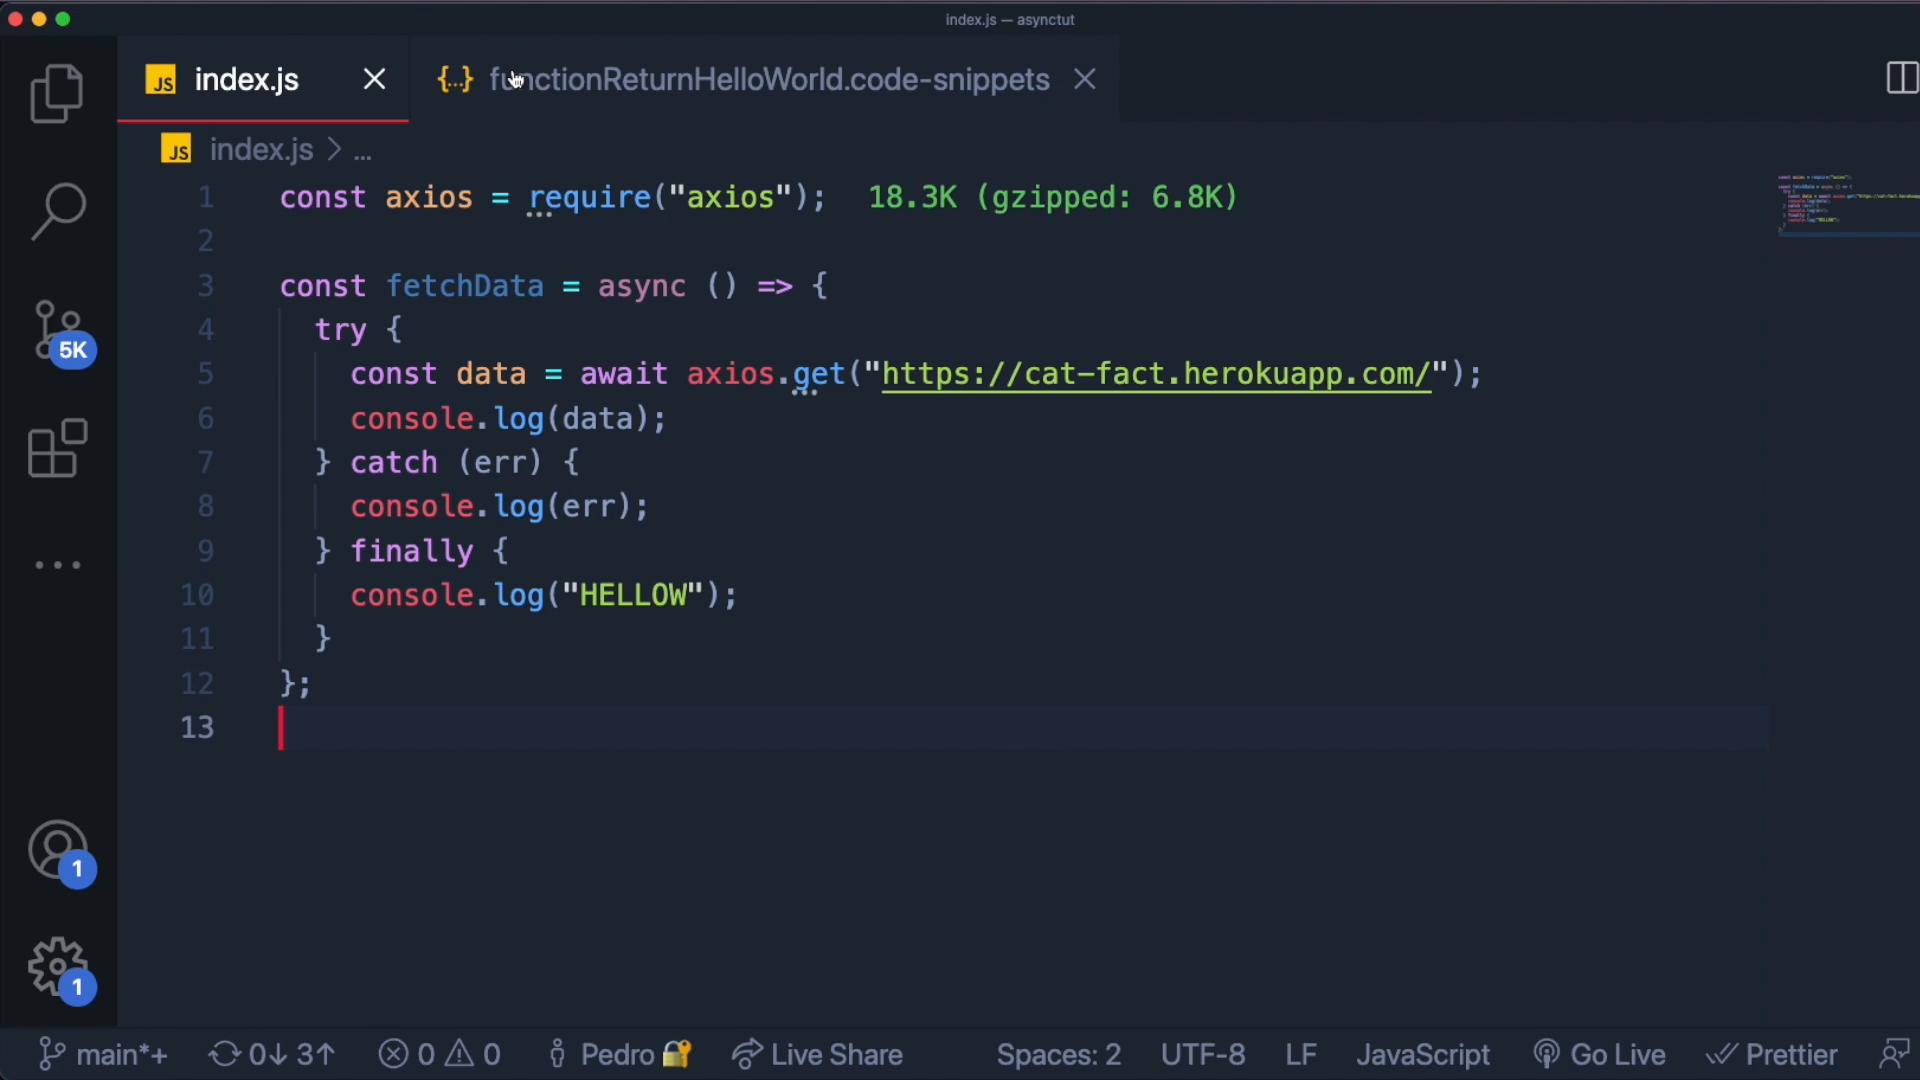 index.js — asynctut
JS index.js
{...} functionReturnHelloWorld.code-snippets
JS index.js > ...
1 const axios = require("axios"); 18.3K (gzipped: 6.8K)
2
3 const fetchData = async () => {
4 try {
5 const data = await axios.get("https://cat-fact.herokuapp.com/");
6 console.log(data);
7 } catch (err) {
8 console.log(err);
9 } finally {
10 console.log("HELLOW");
11 }
12 };
13
5K
1
1
main*+ 0↓ 3↑ 0 0 Pedro Live Share Spaces: 2 UTF-8 LF JavaScript Go Live Prettier